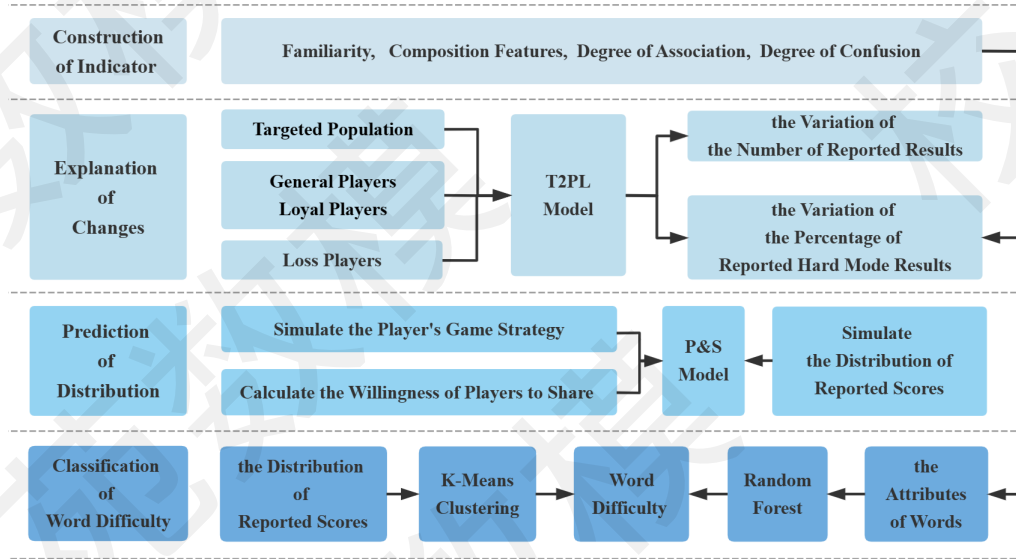 Construction
of Indicator
Familiarity, Composition Features, Degree of Association, Degree of Confusion
Explanation
of
Changes
Targeted Population
General Players
Loyal Players
Loss Players
T2PL
Model
the Variation of
the Number of Reported Results
the Variation of
the Percentage of
Reported Hard Mode Results
Prediction
of
Distribution
Simulate the Player's Game Strategy
Calculate the Willingness of Players to Share
P&S
Model
Simulate
the Distribution of
Reported Scores
Classification
of
Word Difficulty
the Distribution
of
Reported Scores
K-Means
Clustering
Word
Difficulty
Random
Forest
the
Attributes
of Words